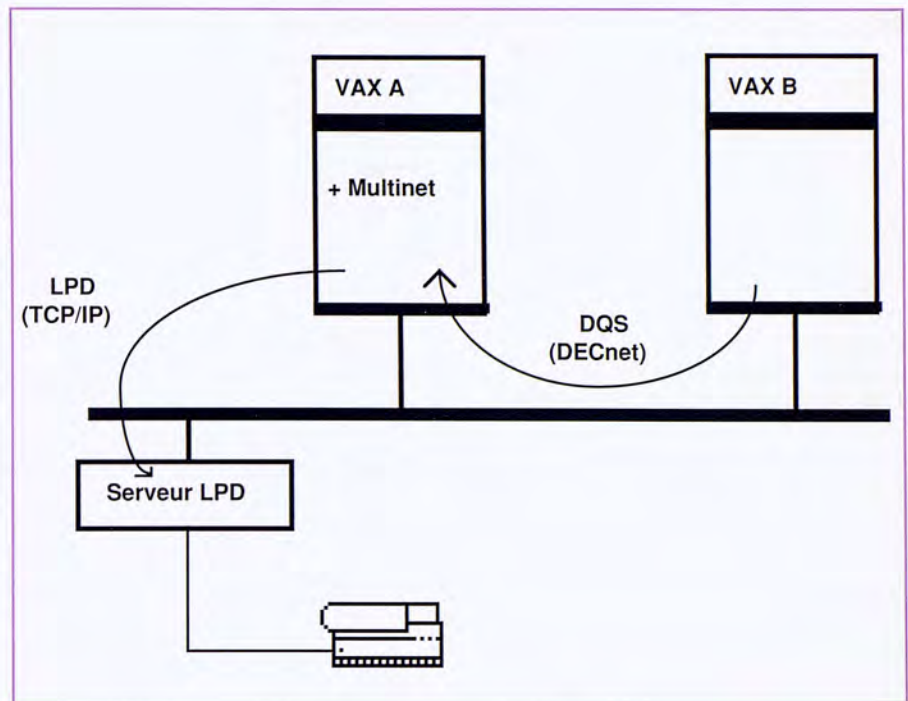 VAX A
VAX B
+ Multinet
LPD
(TCP/IP)
DQS
(DECnet)
Serveur LPD